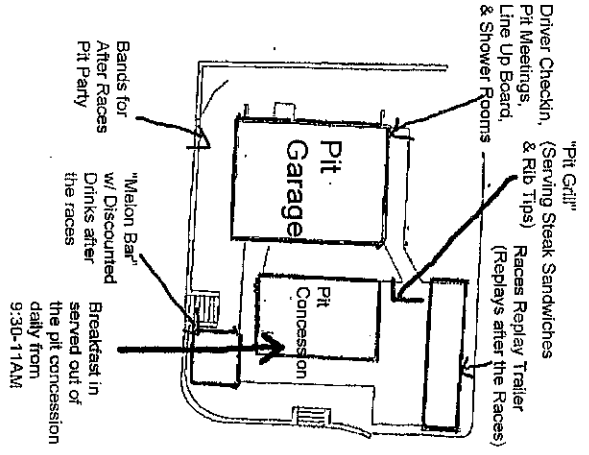 Driver Checkin,
Pit Meetings,
Line Up Board,
& Shower Rooms
"Pit Grill"
(Serving Steak Sandwiches
& Rib Tips)
Races Replay Trailer
(Replays after the Races)
Pit
Garage
Pit
Concession
Bands for
After Races
Pit Party
"Melon Bar"
w/ Discounted
Drinks after
the races
Breakfast in
served out of
the pit concession
daily from
9:30-11AM